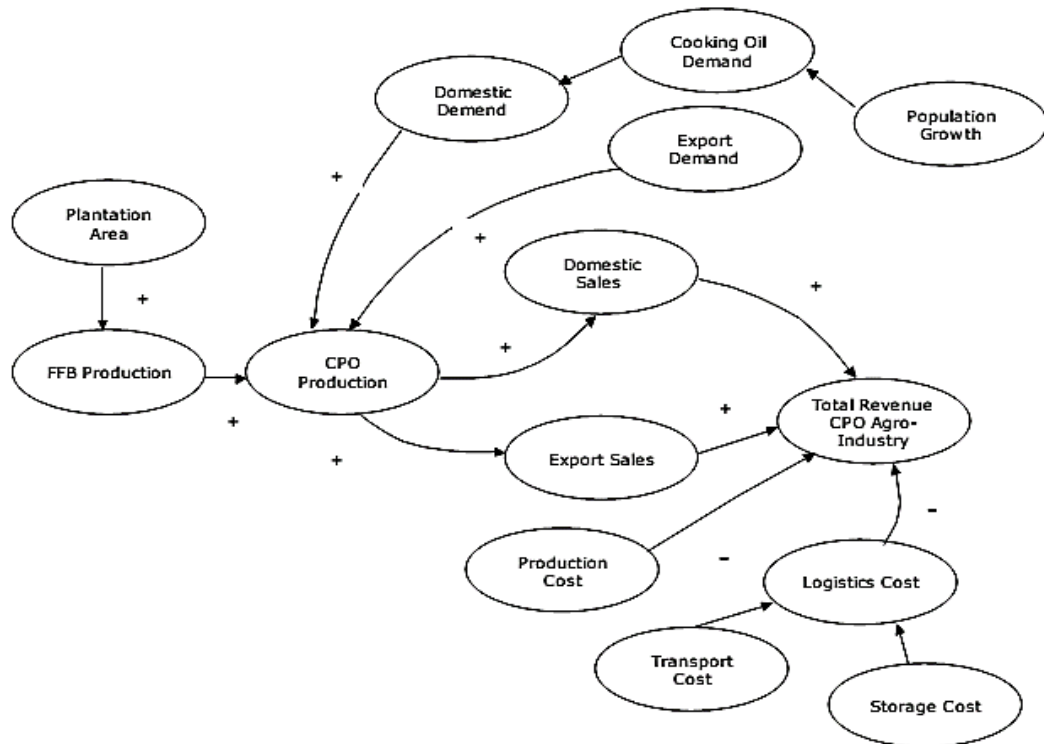 Cooking Oil
Demand
Domestic
Demend
Population
Growth
Export
Demand
+
Plantation
Area
+
Domestic
Sales
+
+
FFB Production
CPO
Production
+
+
+
+
Total Revenue
CPO Agro-
Industry
Export Sales
-
Production
Cost
-
Logistics Cost
Transport
Cost
Storage Cost